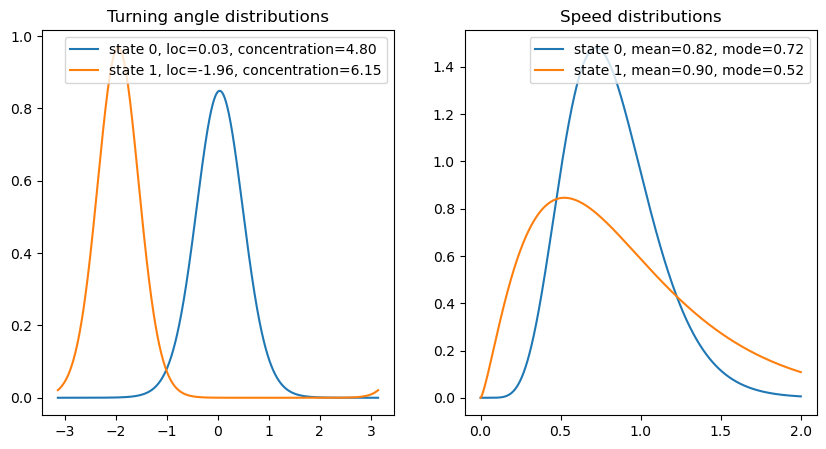 Turning angle distributions
state 0, loc=0.03, concentration=4.80
state 1, loc=-1.96, concentration=6.15
1.0
0.8
0.6
0.4
0.2
0.0
−3 −2 −1 0 1 2 3
Speed distributions
state 0, mean=0.82, mode=0.72
state 1, mean=0.90, mode=0.52
1.4
1.2
1.0
0.8
0.6
0.4
0.2
0.0
0.0 0.5 1.0 1.5 2.0